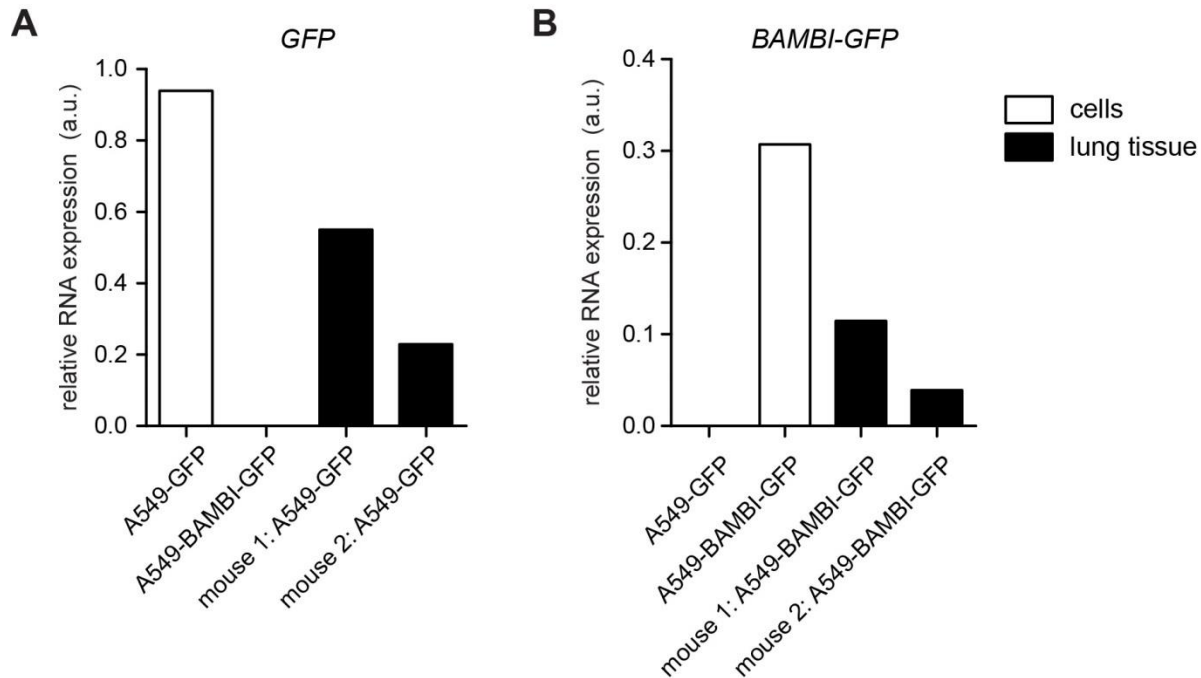 A
GFP
relative RNA expression (a.u.)
1.0
0.8
0.6
0.4
0.2
0.0
A549-GFP
A549-BAMBI-GFP
mouse 1: A549-GFP
mouse 2: A549-GFP
B
BAMBI-GFP
relative RNA expression (a.u.)
0.4
0.3
0.2
0.1
0.0
A549-GFP
A549-BAMBI-GFP
mouse 1: A549-BAMBI-GFP
mouse 2: A549-BAMBI-GFP
cells
lung tissue